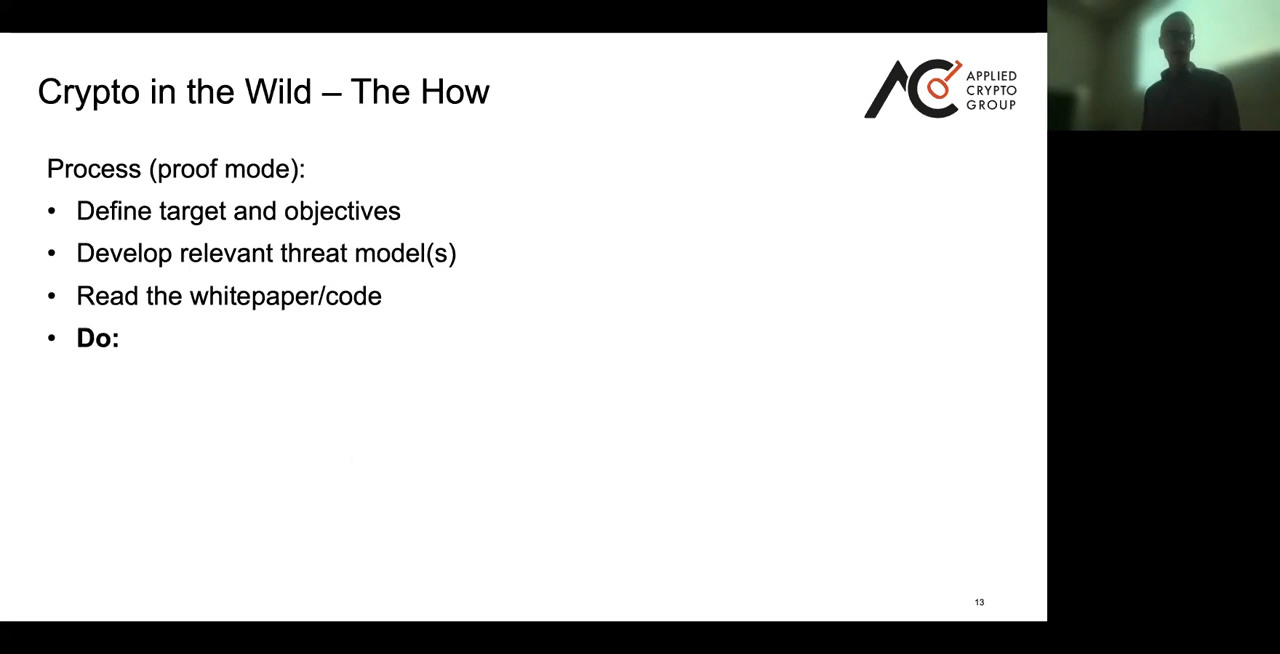 Crypto in the Wild – The How
APPLIED
CRYPTO
GROUP
Process (proof mode):
• Define target and objectives
• Develop relevant threat model(s)
• Read the whitepaper/code
• Do:
13